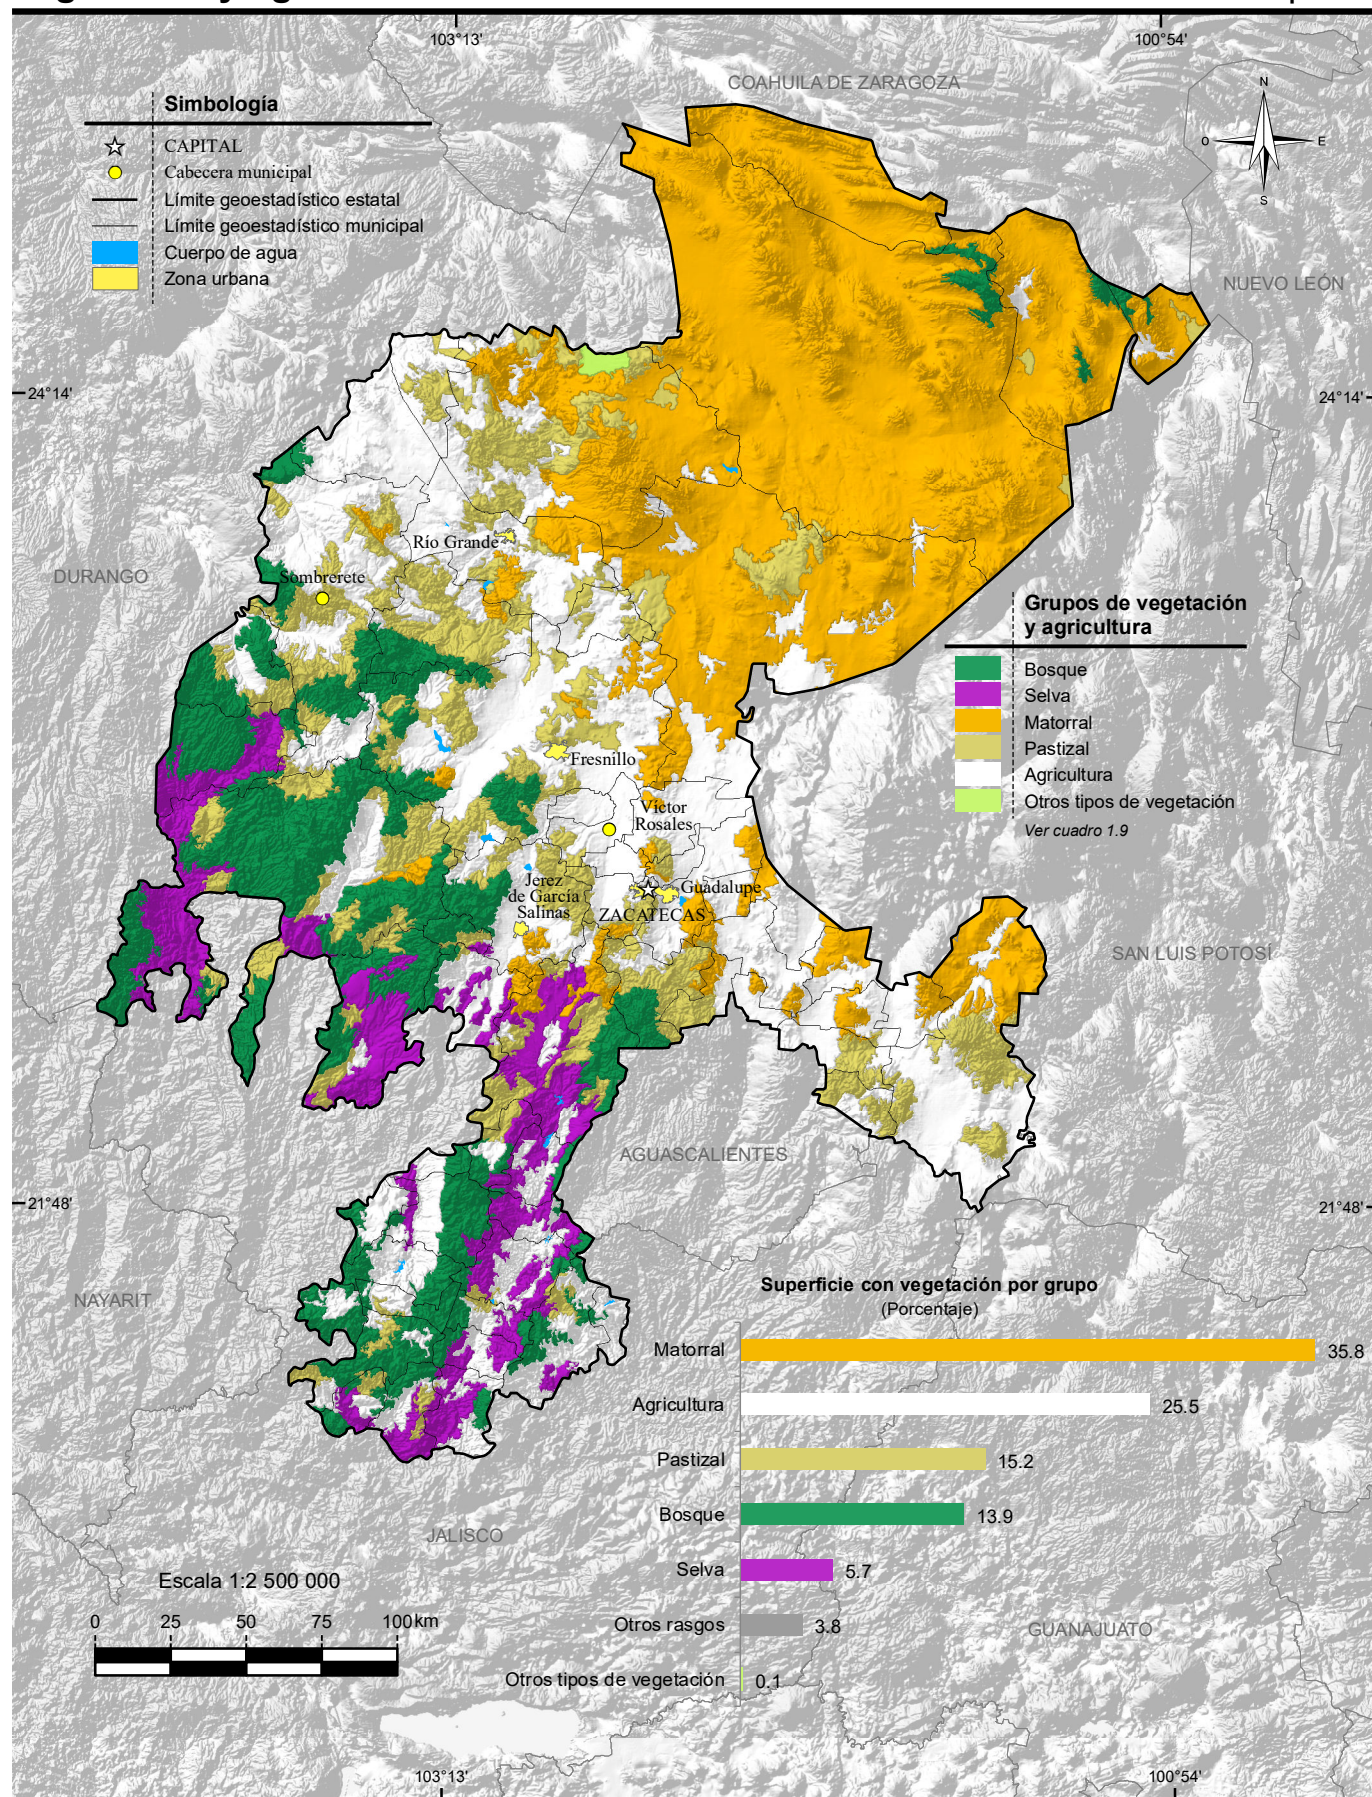 103°13'
100°54'
COAHUILA DE ZARAGOZA
N
O
E
S
Simbología
CAPITAL
Cabecera municipal
Límite geoestadístico estatal
Límite geoestadístico municipal
Cuerpo de agua
Zona urbana
NUEVO LEÓN
24°14'
24°14'
Río Grande
DURANGO
Sombrerete
Grupos de vegetación
y agricultura
Bosque
Selva
Matorral
Pastizal
Agricultura
Otros tipos de vegetación
Ver cuadro 1.9
Fresnillo
Víctor
Rosales
Jerez
de García
Salinas
Guadalupe
ZACATECAS
SAN LUIS POTOSÍ
AGUASCALIENTES
21°48'
21°48'
NAYARIT
Superficie con vegetación por grupo
(Porcentaje)
Matorral
35.8
Agricultura
25.5
Pastizal
15.2
Bosque
13.9
JALISCO
Selva
5.7
Escala 1:2 500 000
0 25 50 75 100 km
Otros rasgos
3.8
GUANAJUATO
Otros tipos de vegetación
0.1
103°13'
100°54'